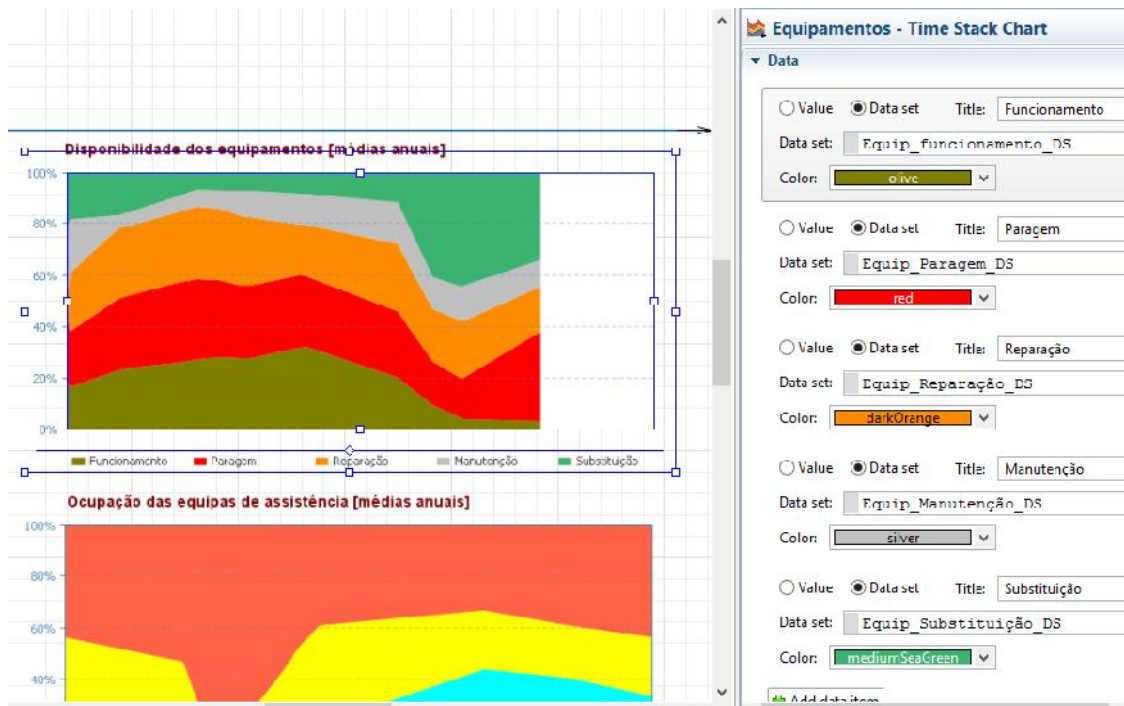 Disponibilidade dos equipamentos [médias anuais]
100%
80%
60%
40%
20%
0%
Funcionamento Paragem Reparação Manutenção Substituição
Ocupação das equipas de assistência [médias anuais]
100%
80%
60%
40%
Equipamentos - Time Stack Chart
Data
Value Data set Title: Funcionamento
Data set: Equip_funcionamento_DS
Color: olive
Value Data set Title: Paragem
Data set: Equip_Paragem_DS
Color: red
Value Data set Title: Reparação
Data set: Equip_Reparação_DS
Color: darkOrange
Value Data set Title: Manutenção
Data set: Equip_Manutenção_DS
Color: silver
Value Data set Title: Substituição
Data set: Equip_Substituição_DS
Color: mediumSeaGreen
Add data item